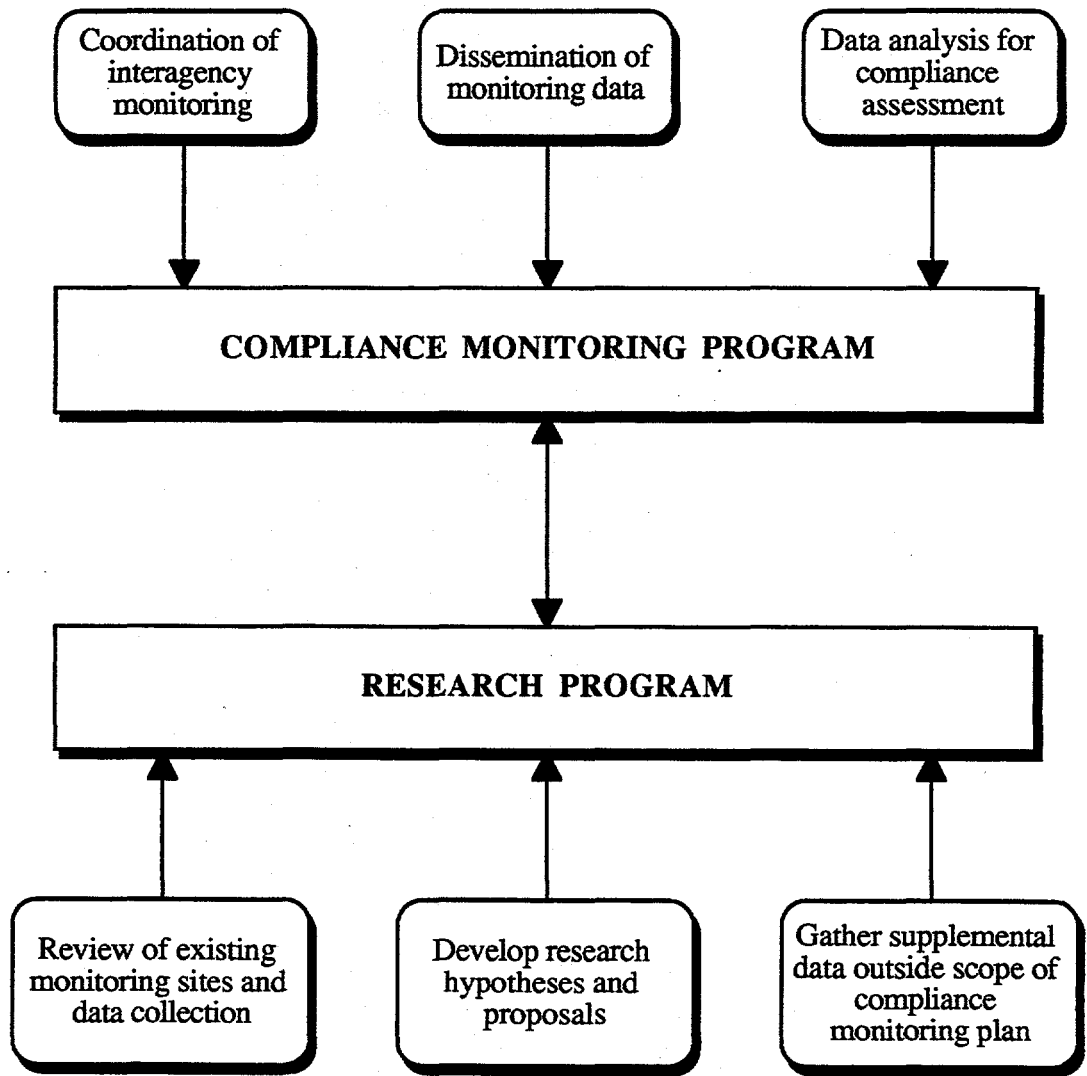 Coordination of
interagency
monitoring
Dissemination of
monitoring data
Data analysis for
compliance
assessment
COMPLIANCE MONITORING PROGRAM
RESEARCH PROGRAM
Review of existing
monitoring sites and
data collection
Develop research
hypotheses and
proposals
Gather supplemental
data outside scope of
compliance
monitoring plan